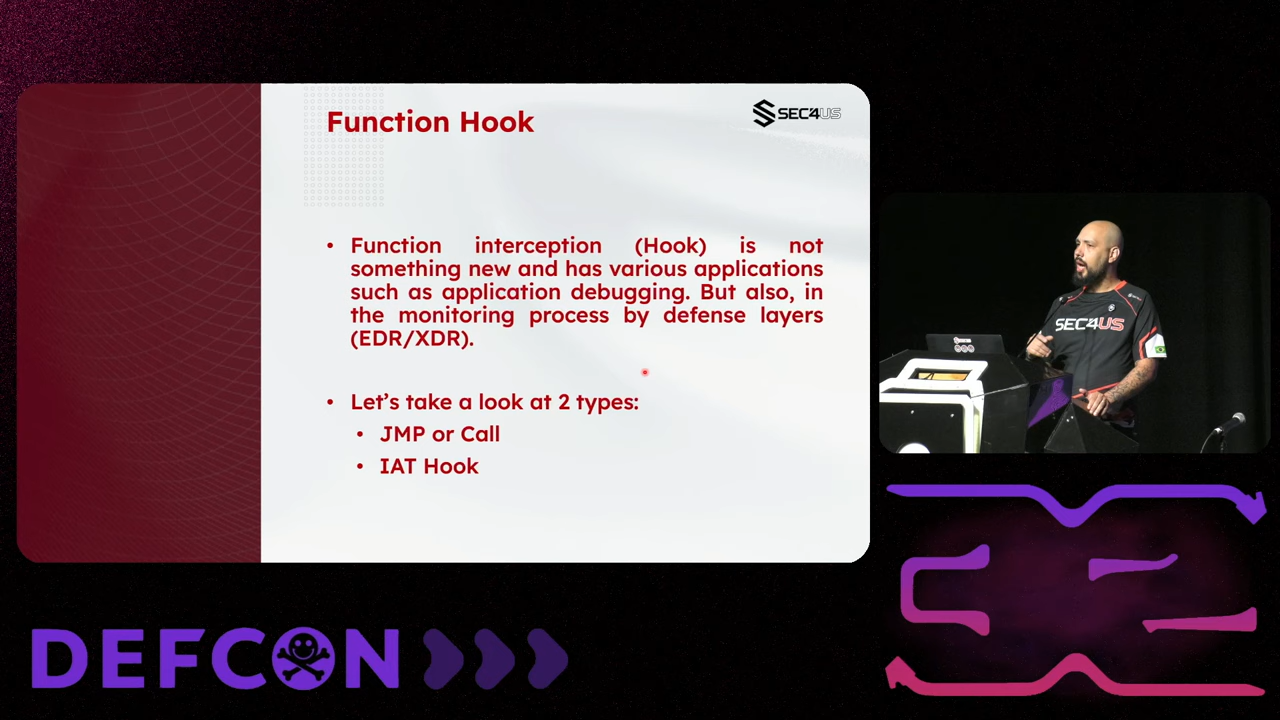 Function Hook
SEC4US
• Function interception (Hook) is not
something new and has various applications
such as application debugging. But also, in
the monitoring process by defense layers
(EDR/XDR).
• Let’s take a look at 2 types:
• JMP or Call
• IAT Hook
SEC4US
DEFCON